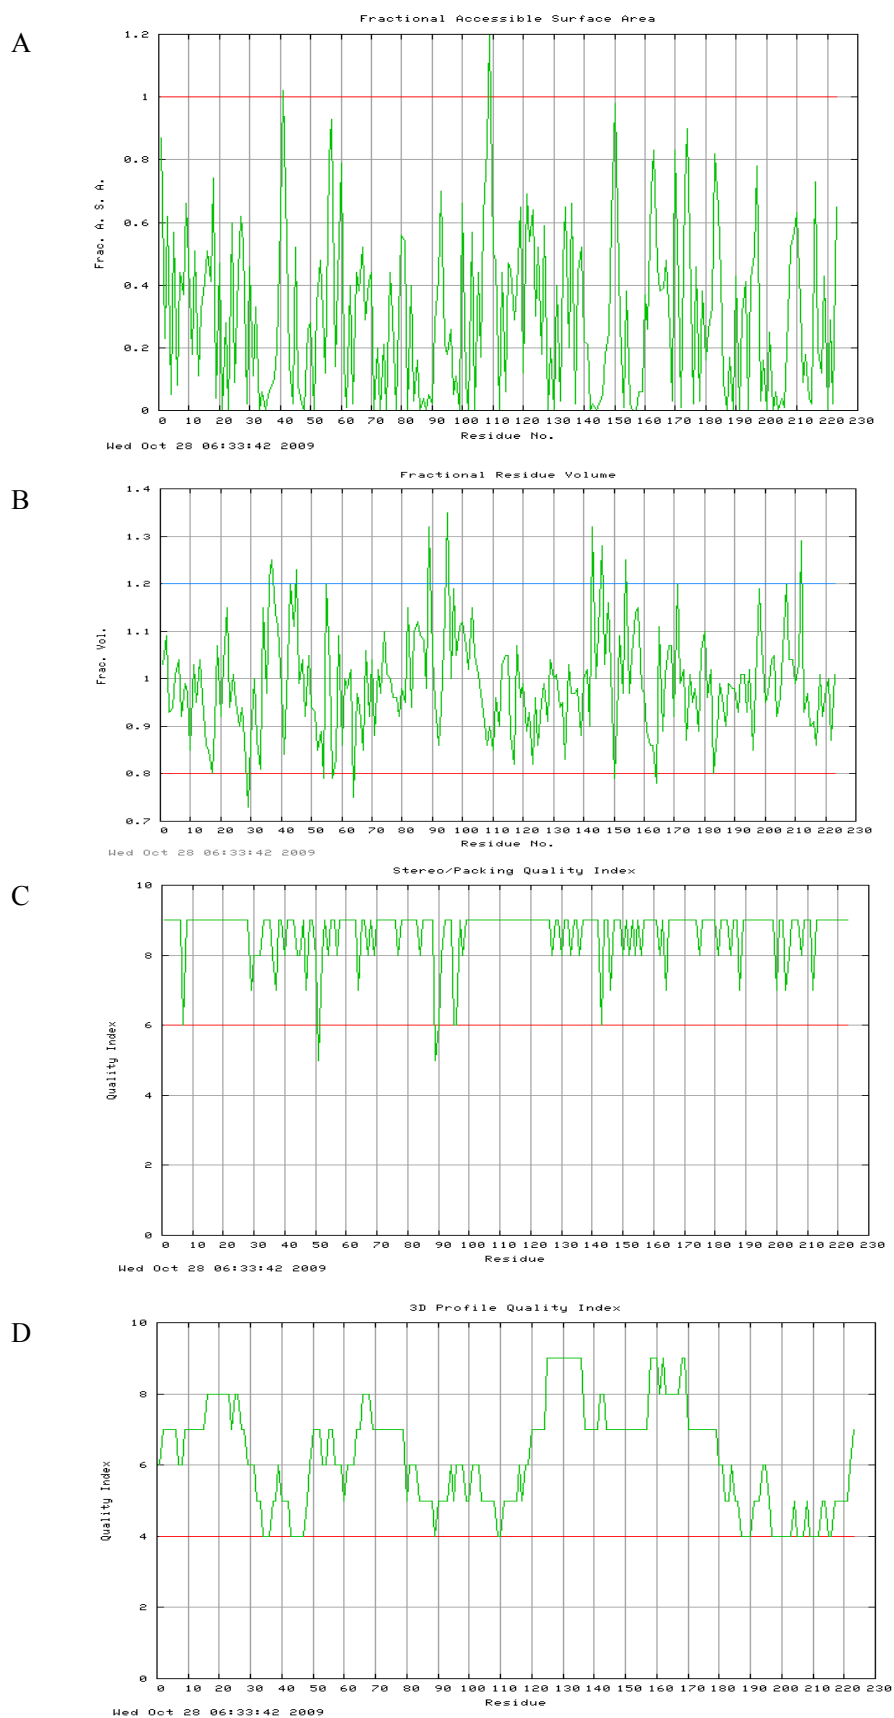 A
Fractional Accessible Surface Area
1.2
1
0.8
0.6
0.4
0.2
0
Frac. A. S. A.
0 10 20 30 40 50 60 70 80 90 100 110 120 130 140 150 160 170 180 190 200 210 220 230
Residue No.
Wed Oct 28 06:33:42 2009
B
Fractional Residue Volume
1.4
1.3
1.2
1.1
1
0.9
0.8
0.7
Frac. Vol.
0 10 20 30 40 50 60 70 80 90 100 110 120 130 140 150 160 170 180 190 200 210 220 230
Residue No.
Wed Oct 28 06:33:42 2009
C
Stereo/Packing Quality Index
10
8
6
4
2
0
Quality Index
0 10 20 30 40 50 60 70 80 90 100 110 120 130 140 150 160 170 180 190 200 210 220 230
Residue
Wed Oct 28 06:33:42 2009
D
3D Profile Quality Index
10
8
6
4
2
0
Quality Index
0 10 20 30 40 50 60 70 80 90 100 110 120 130 140 150 160 170 180 190 200 210 220 230
Residue
Wed Oct 28 06:33:42 2009